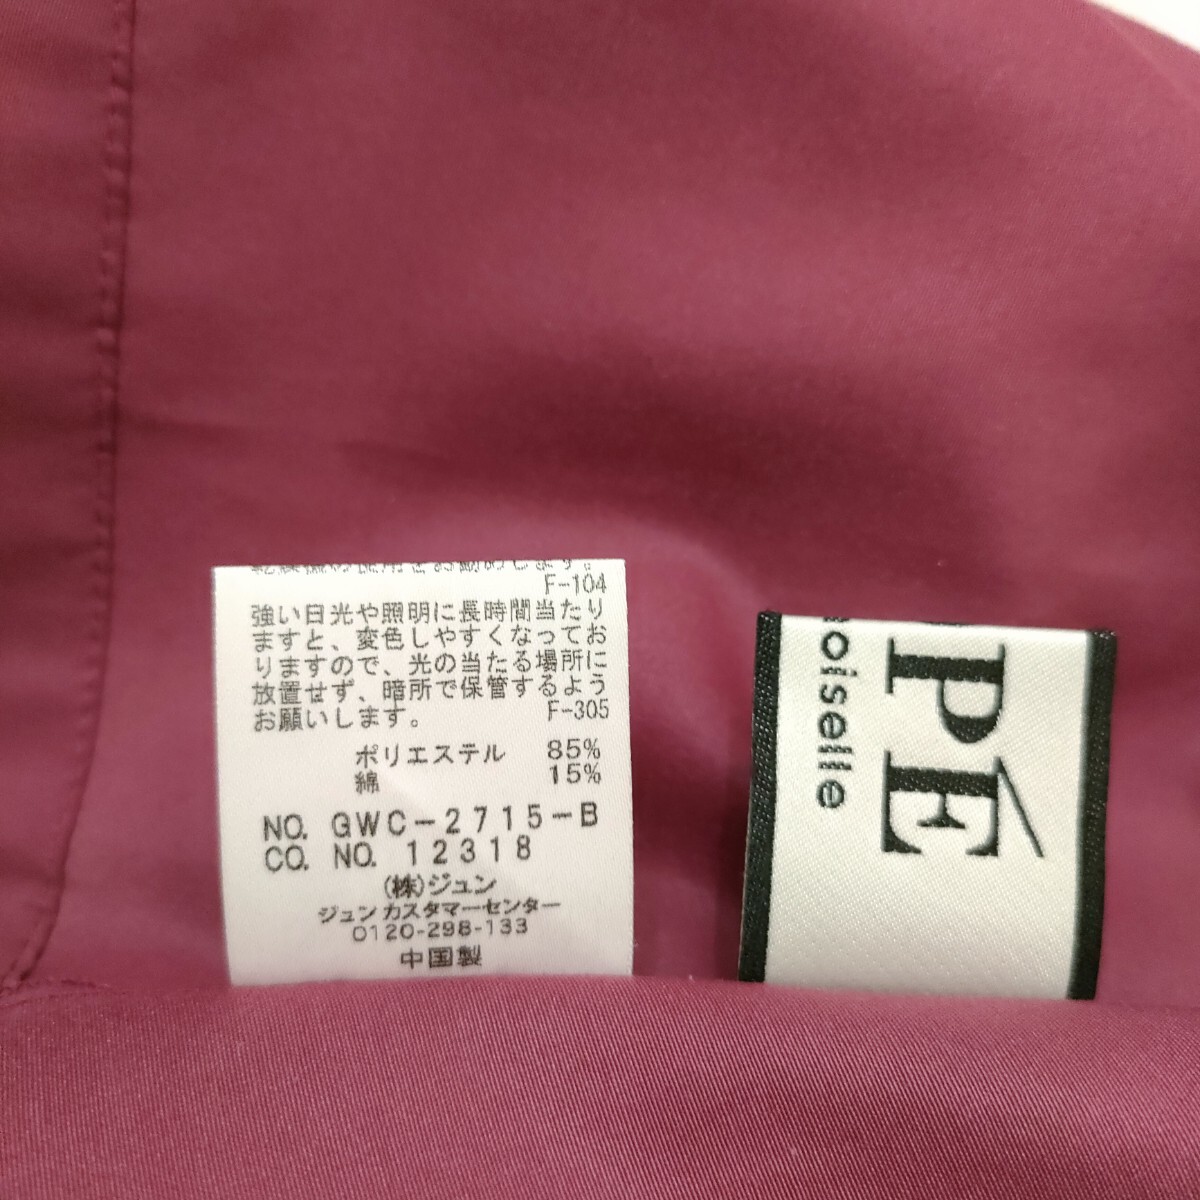 F-104
強い日光や照明に長時間当たり
ますと、変色しやすくなってお
りますので、光の当たる場所に
放置せず、暗所で保管するよう
お願いします。 F-305
ポリエステル 85%
綿 15%
NO. GWC-2715-B
CO. NO. 12318
(株)ジュン
ジュンカスタマーセンター
0120-298-133
中国製
PÉ
oiselle